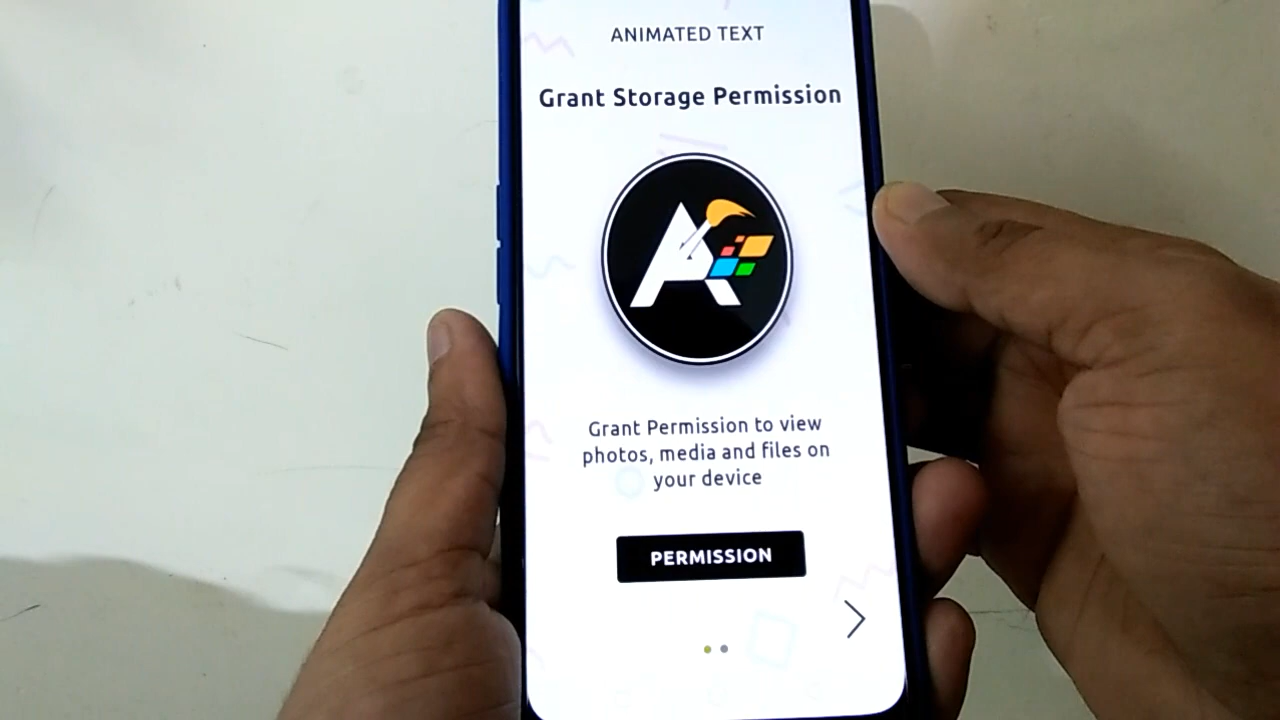 ANIMATED TEXT
Grant Storage Permission
Grant Permission to view
photos, media and files on
your device
PERMISSION